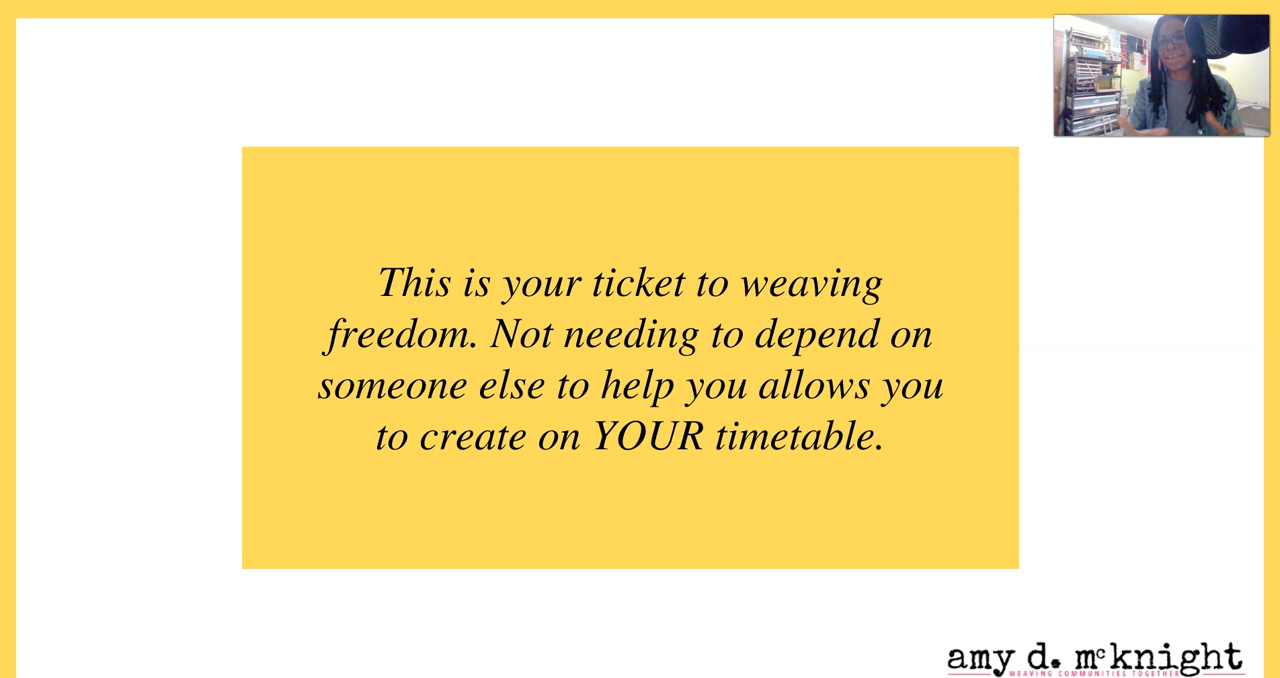 This is your ticket to weaving
freedom. Not needing to depend on
someone else to help you allows you
to create on YOUR timetable.
amy d. mcknight
WEAVING COMMUNITIES TOGETHER